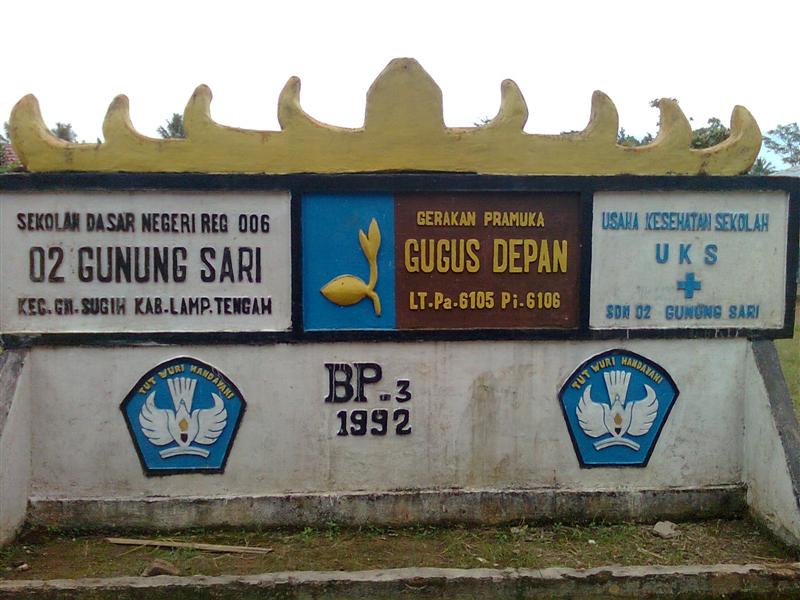 SEKOLAH DASAR NEGERI REG 006
02 GUNUNG SARI
KEC. GN. SUGIH KAB. LAMP. TENGAH
GERAKAN PRAMUKA
GUGUS DEPAN
LT-Pa-6105 Pi-6106
USAHA KESEHATAN SEKOLAH
UKS
SDN 02 GUNUNG SARI
TUT WURI HANDAYANI
BP-3
1992
TUT WURI HANDAYANI